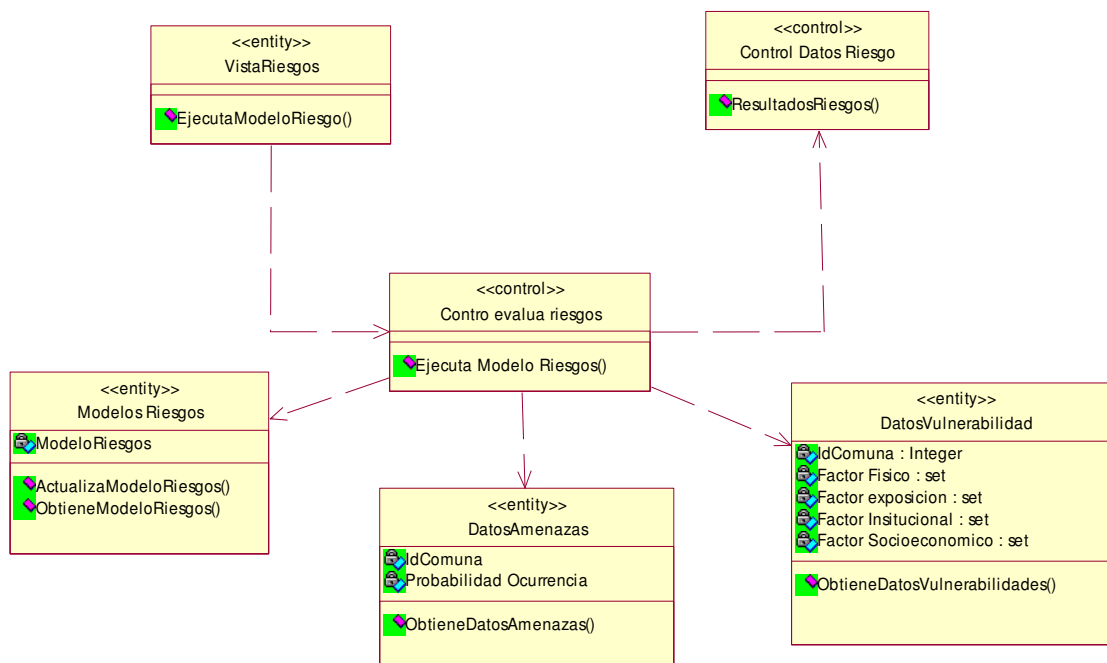 <<entity>>
VistaRiesgos
EjecutaModeloRiesgo()
<<control>>
Control Datos Riesgo
ResultadosRiesgos()
<<control>>
Contro evalua riesgos
Ejecuta Modelo Riesgos()
<<entity>>
Modelos Riesgos
ModeloRiesgos
ActualizaModeloRiesgos()
ObtieneModeloRiesgos()
<<entity>>
DatosAmenazas
IdComuna
Probabilidad Ocurrencia
ObtieneDatosAmenazas()
<<entity>>
DatosVulnerabilidad
IdComuna : Integer
Factor Fisico : set
Factor exposicion : set
Factor Insitucional : set
Factor Socioeconomico : set
ObtieneDatosVulnerabilidades()